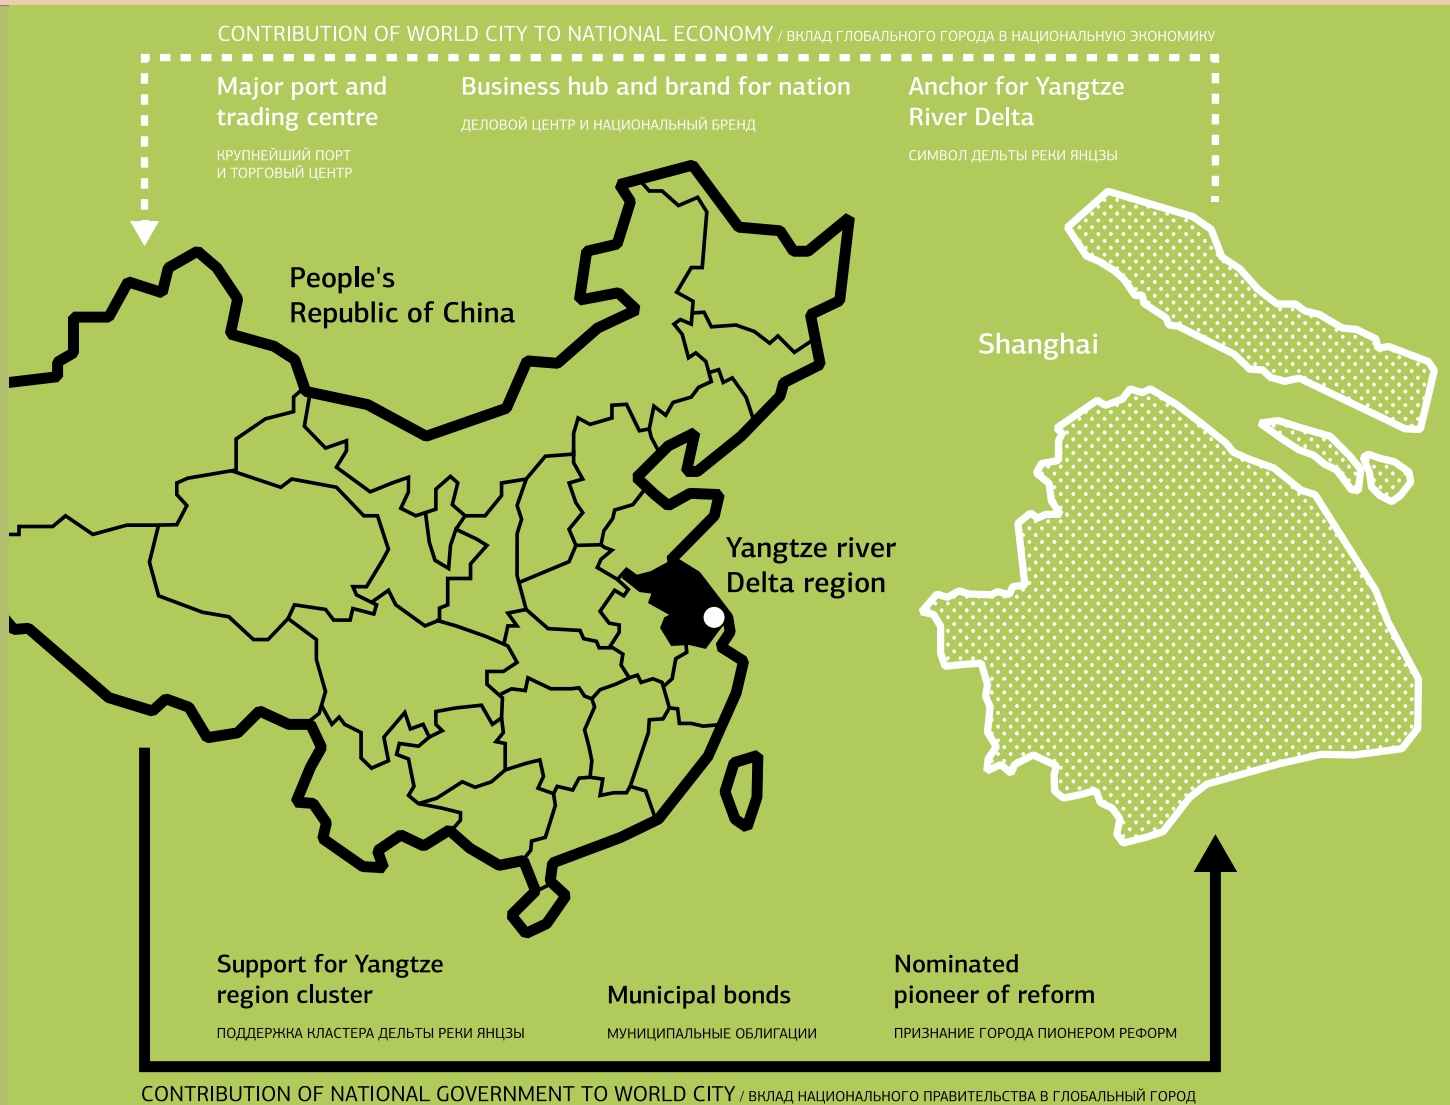 CONTRIBUTION OF WORLD CITY TO NATIONAL ECONOMY / ВКЛАД ГЛОБАЛЬНОГО ГОРОДА В НАЦИОНАЛЬНУЮ ЭКОНОМИКУ
Major port and
trading centre
КРУПНЕЙШИЙ ПОРТ
И ТОРГОВЫЙ ЦЕНТР
Business hub and brand for nation
ДЕЛОВОЙ ЦЕНТР И НАЦИОНАЛЬНЫЙ БРЕНД
Anchor for Yangtze
River Delta
СИМВОЛ ДЕЛЬТЫ РЕКИ ЯНЦЗЫ
People's
Republic of China
Shanghai
Yangtze river
Delta region
Support for Yangtze
region cluster
ПОДДЕРЖКА КЛАСТЕРА ДЕЛЬТЫ РЕКИ ЯНЦЗЫ
Municipal bonds
МУНИЦИПАЛЬНЫЕ ОБЛИГАЦИИ
Nominated
pioneer of reform
ПРИЗНАНИЕ ГОРОДА ПИОНЕРОМ РЕФОРМ
CONTRIBUTION OF NATIONAL GOVERNMENT TO WORLD CITY / ВКЛАД НАЦИОНАЛЬНОГО ПРАВИТЕЛЬСТВА В ГЛОБАЛЬНЫЙ ГОРОД